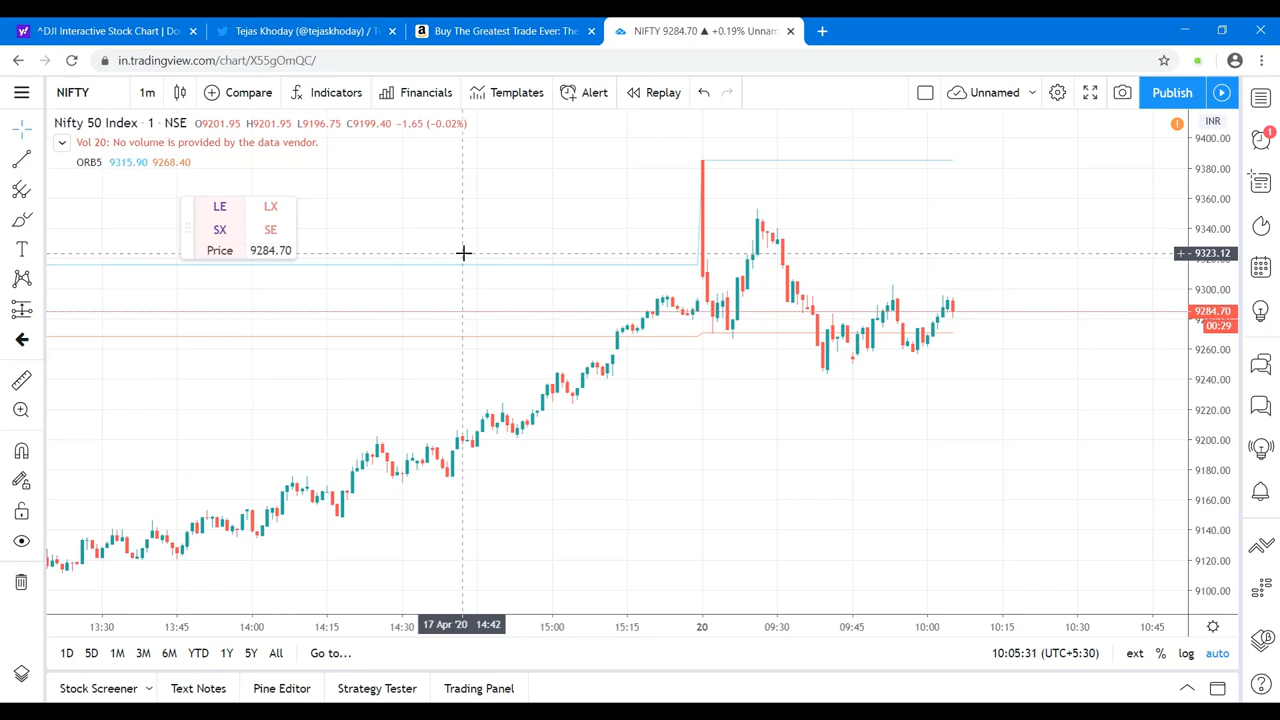 ^DJI Interactive Stock Chart | Do
Tejas Khoday (@tejaskhoday) / T
Buy The Greatest Trade Ever: The
NIFTY 9284.70 ▲ +0.19% Unnam
in.tradingview.com/chart/X55gOmQC/
NIFTY 1m Compare Indicators Financials Templates Alert Replay Unnamed Publish
Nifty 50 Index · 1 · NSE O9201.95 H9201.95 L9196.75 C9199.40 −1.65 (−0.02%)
Vol 20: No volume is provided by the data vendor.
ORB5 9315.90 9268.40
LE LX
SX SE
Price 9284.70
INR
9400.00
9380.00
9360.00
9340.00
9323.12
9300.00
9284.70
00:29
9260.00
9240.00
9220.00
9200.00
9180.00
9160.00
9140.00
9120.00
9100.00
1
13:30 13:45 14:00 14:15 14:30 17 Apr '20 14:42 15:00 15:15 20 09:30 09:45 10:00 10:15 10:30 10:45
1D 5D 1M 3M 6M YTD 1Y 5Y All Go to... 10:05:31 (UTC+5:30) ext % log auto
Stock Screener Text Notes Pine Editor Strategy Tester Trading Panel